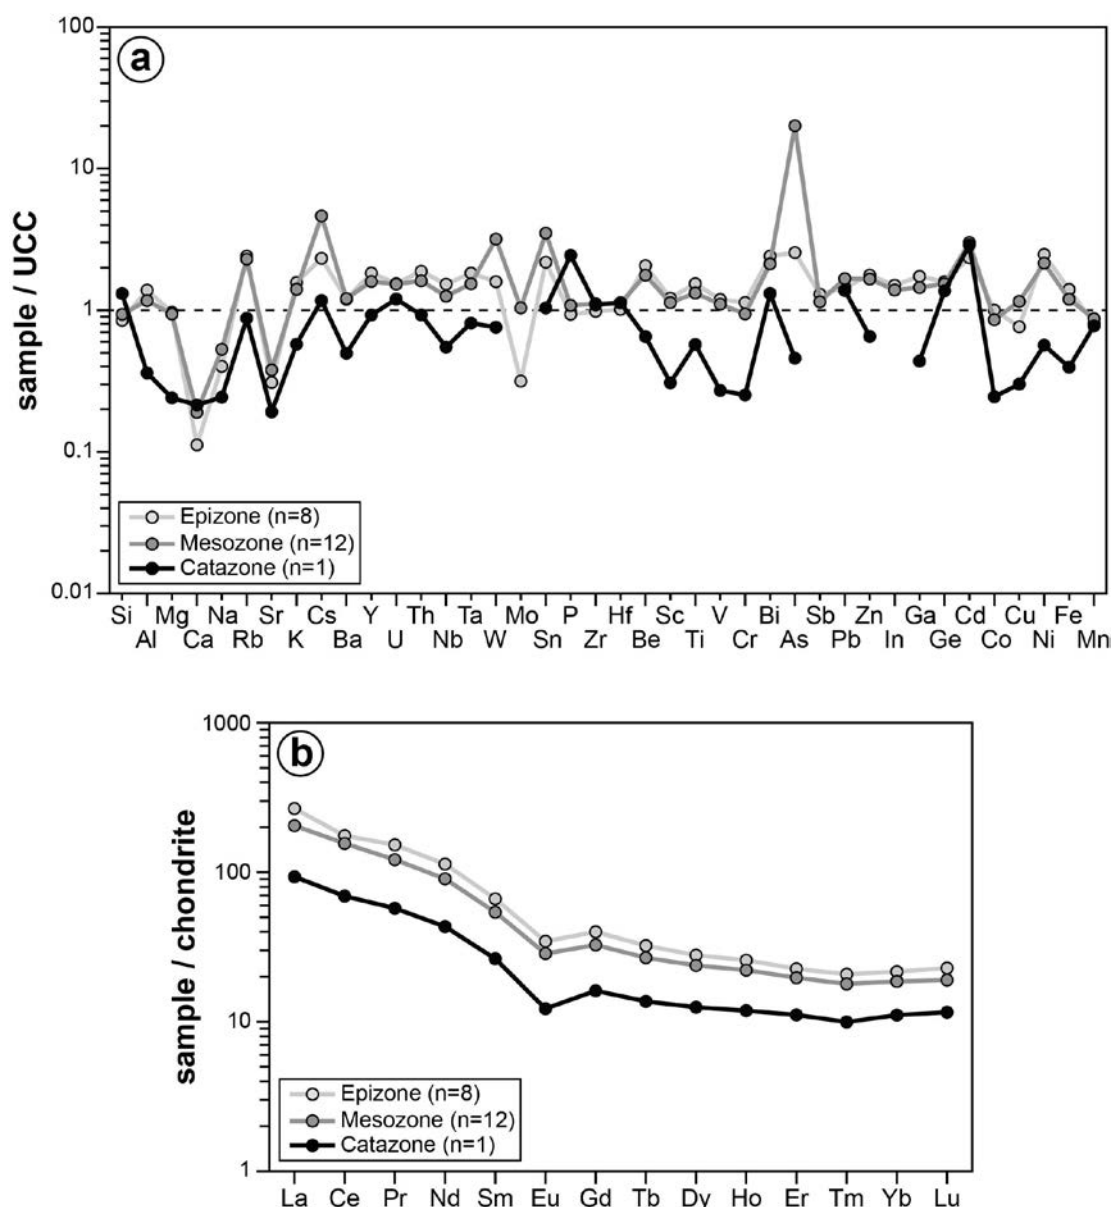 100
a
10
sample / UCC
1
0.1
Epizone (n=8)
Mesozone (n=12)
Catazone (n=1)
0.01
Si Mg Na Sr Cs Y Th Ta Mo P Hf Sc V Bi Sb Zn Ga Cd Cu Fe
Al Ca Rb K Ba U Nb W Sn Zr Be Ti Cr As Pb In Ge Co Ni Mn
1000
b
sample / chondrite
100
10
Epizone (n=8)
Mesozone (n=12)
Catazone (n=1)
1
La Ce Pr Nd Sm Eu Gd Tb Dy Ho Er Tm Yb Lu